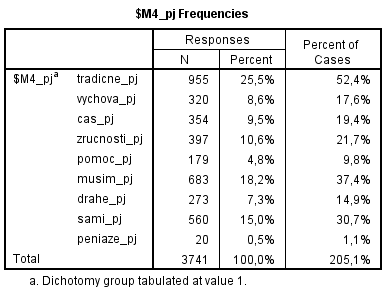 $M4_pj Frequencies
Responses Percent of
N Percent Cases
$M4_pj^a tradicne_pj 955 25,5% 52,4%
vychova_pj 320 8,6% 17,6%
cas_pj 354 9,5% 19,4%
zrucnosti_pj 397 10,6% 21,7%
pomoc_pj 179 4,8% 9,8%
musim_pj 683 18,2% 37,4%
drahe_pj 273 7,3% 14,9%
sami_pj 560 15,0% 30,7%
peniaze_pj 20 0,5% 1,1%
Total 3741 100,0% 205,1%
a. Dichotomy group tabulated at value 1.